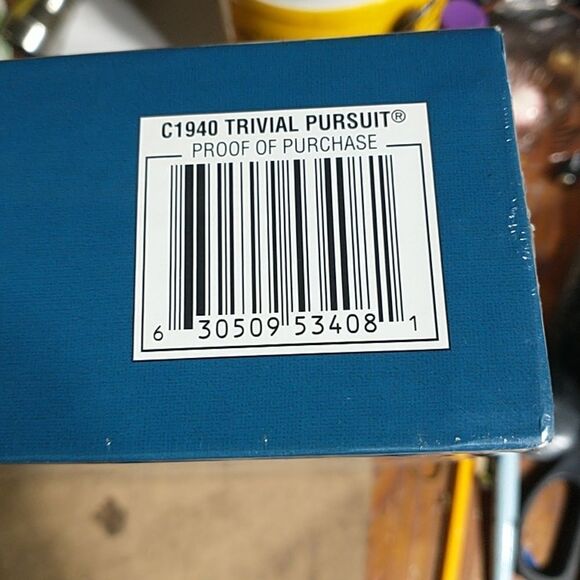 C1940 TRIVIAL PURSUIT®
PROOF OF PURCHASE
6 30509 53408 1